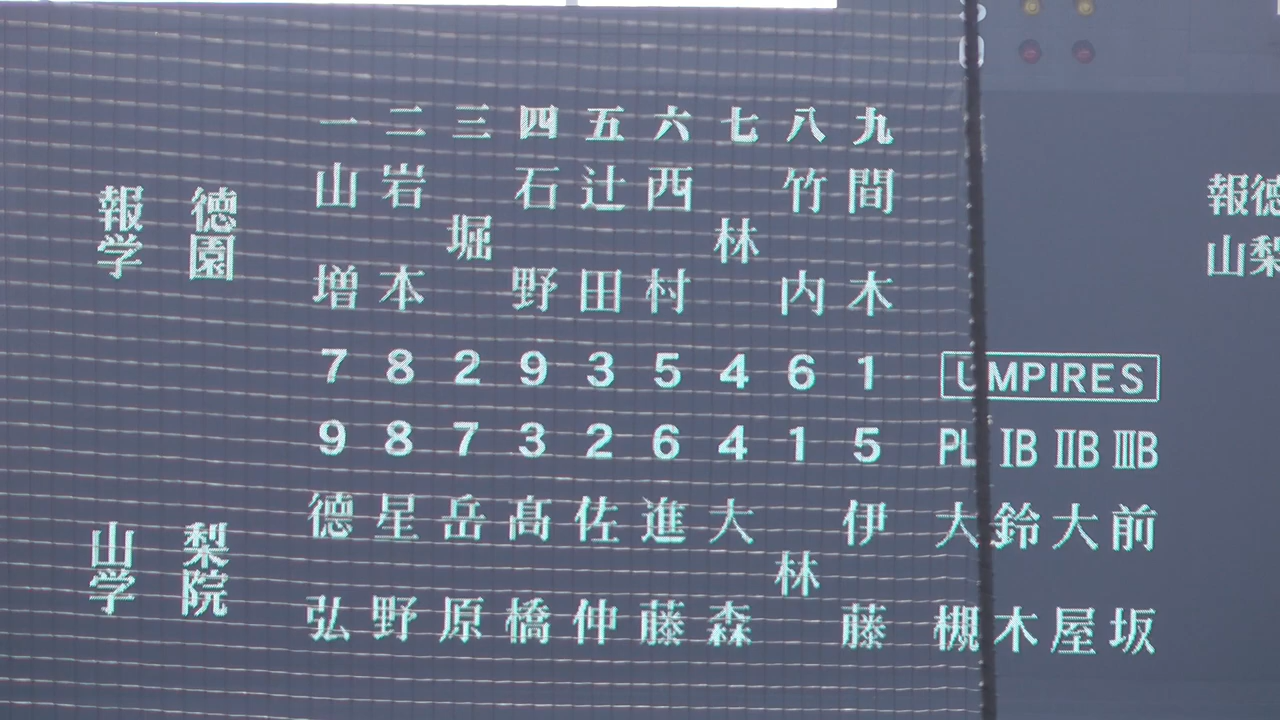 一 二 三 四 五 六 七 八 九
報徳学園
山増
岩本
堀
石野
辻田
西村
林
竹内
間木
7 8 2 9 3 5 4 6 1
UMPIRES
9 8 7 3 2 6 4 1 5
PL ⅠB ⅡB ⅢB
山梨学院
徳弘
星野
岳原
髙橋
佐仲
進藤
大森
林
伊藤
大槻
鈴木
大屋
前坂
報徳
山梨